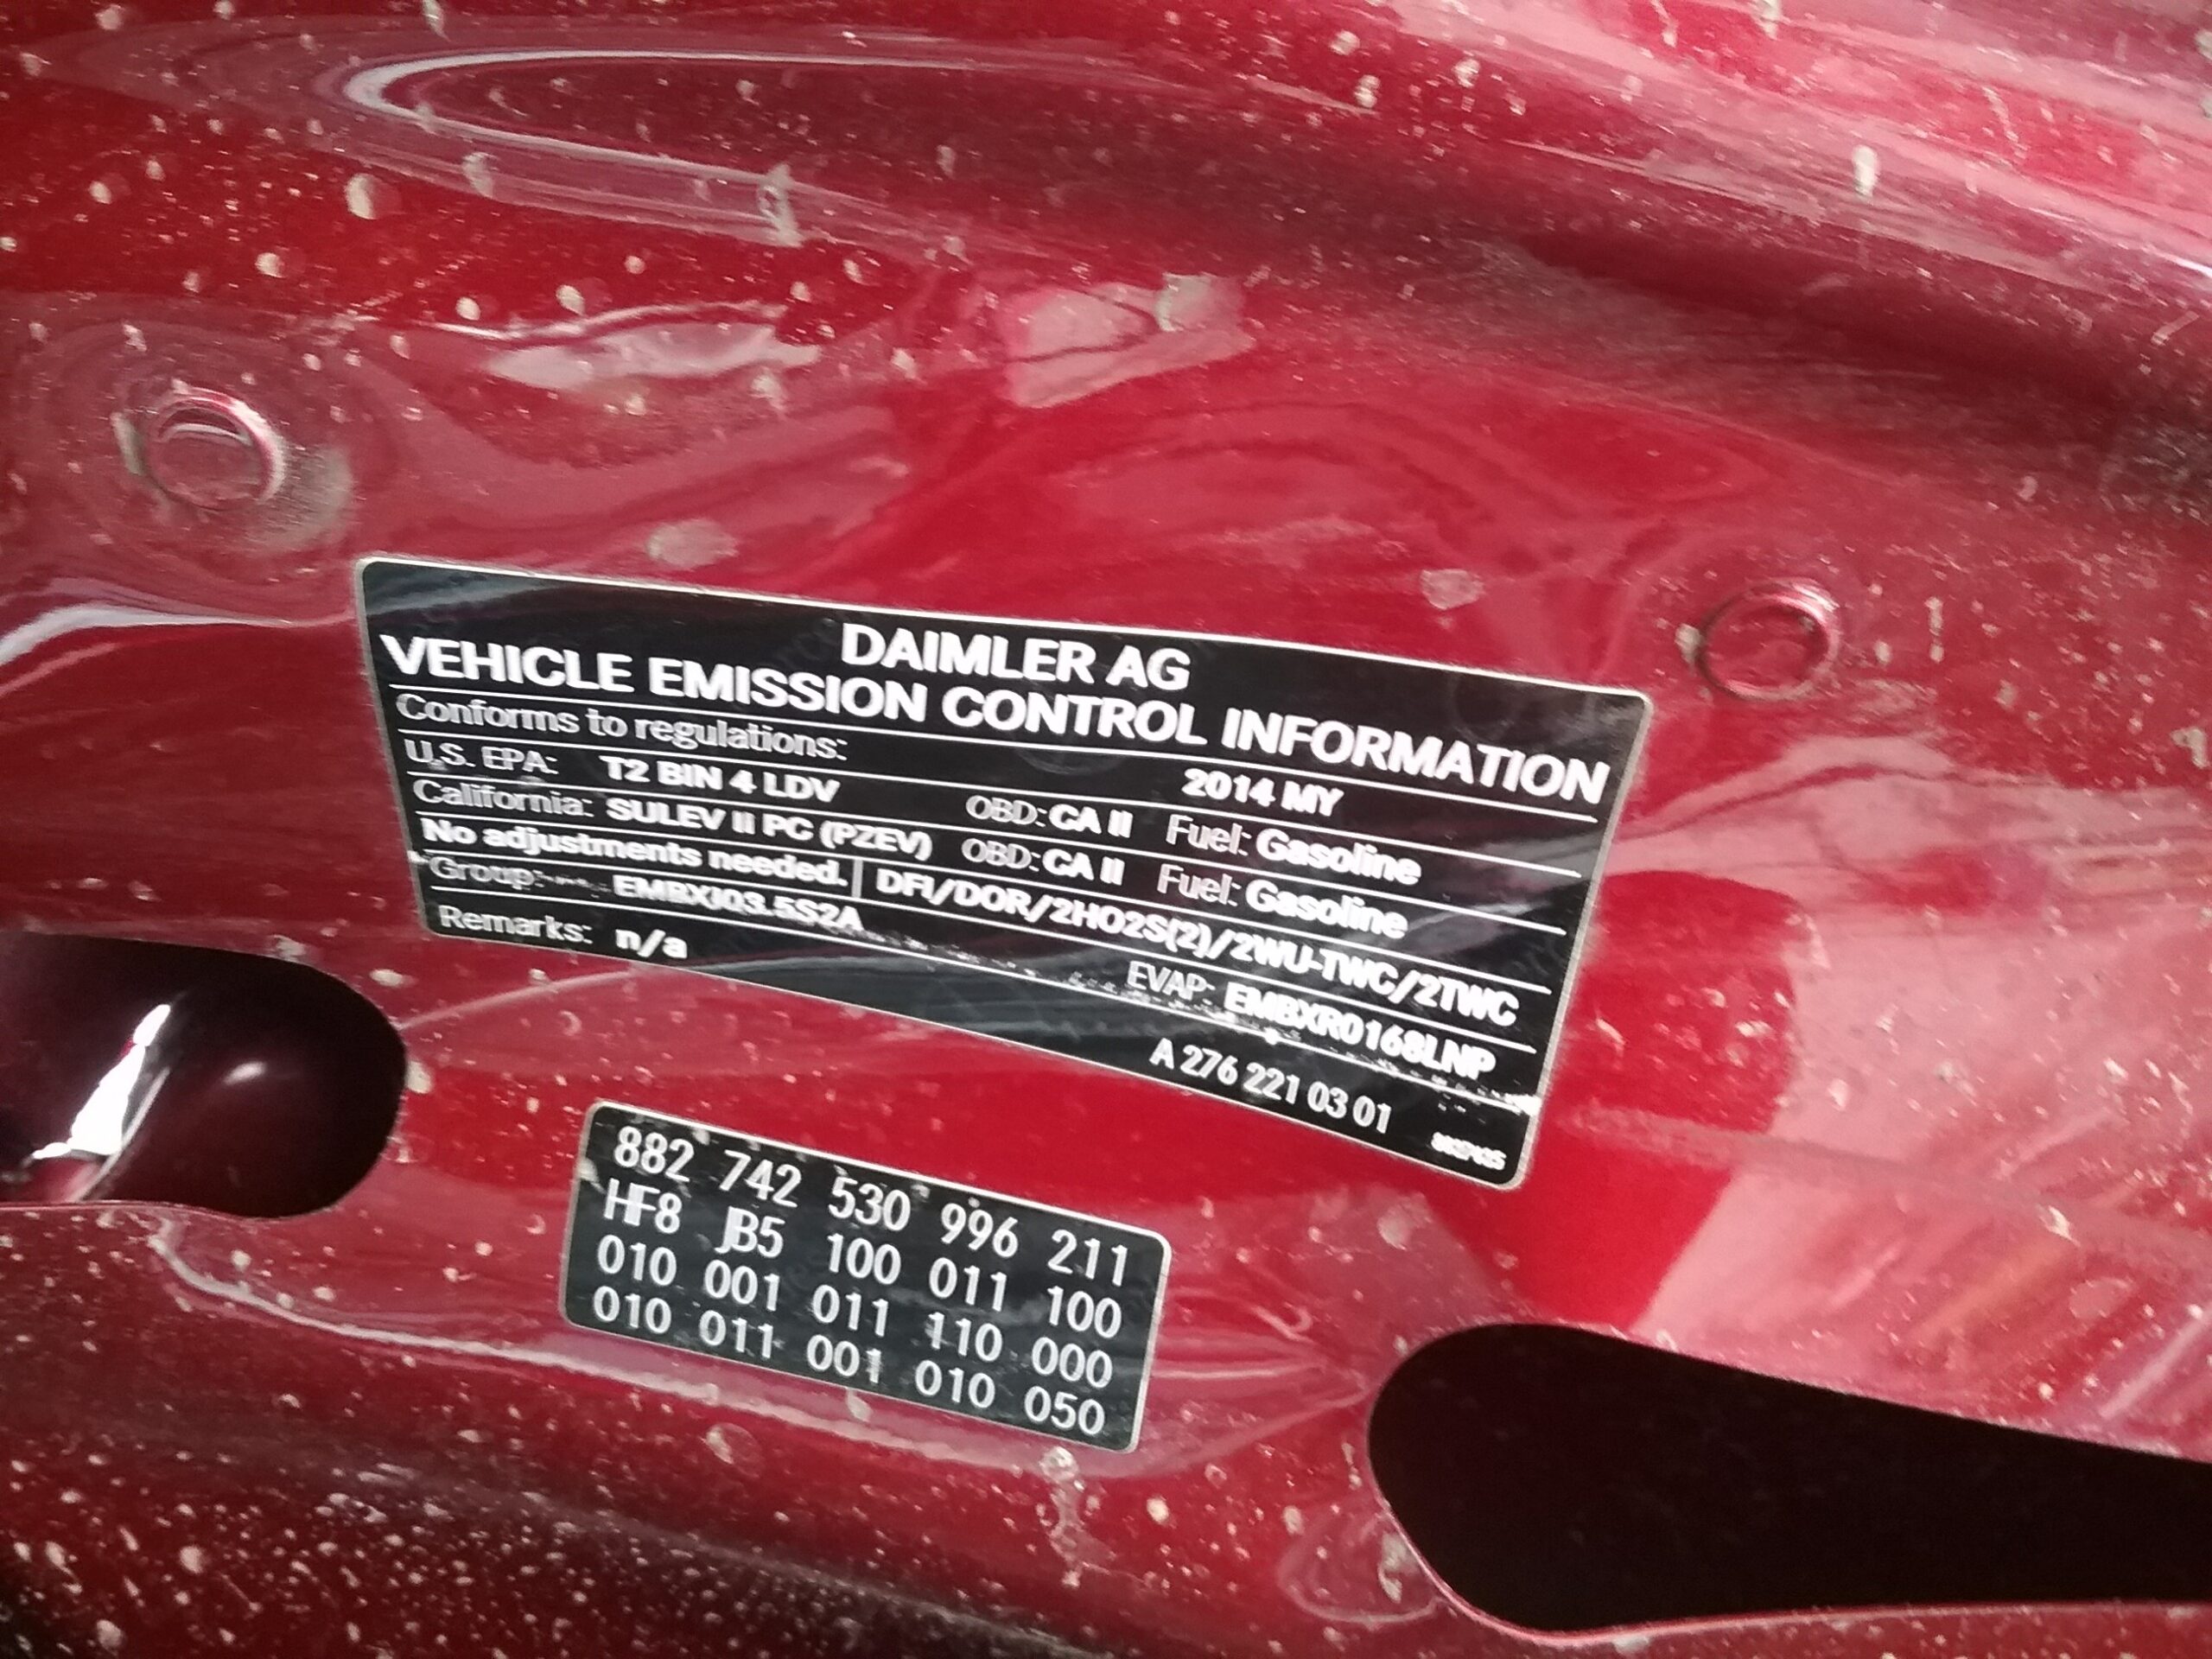 DAIMLER AG
VEHICLE EMISSION CONTROL INFORMATION
Conforms to regulations: 2014 MY
U.S. EPA: T2 BIN 4 LDV OBD: CA II Fuel: Gasoline
California: SULEV II PC (PZEV) OBD: CA II Fuel: Gasoline
No adjustments needed. DFI/DOR/2HO2S(2)/2WU-TWC/2TWC
Group: EMBXJ03.5S2A EVAP: EMBXR0168LNP
Remarks: n/a
A 276 221 03 01
882 742 530 996 211
HF8 JB5 100 011 100
010 001 011 110 000
010 011 001 010 050